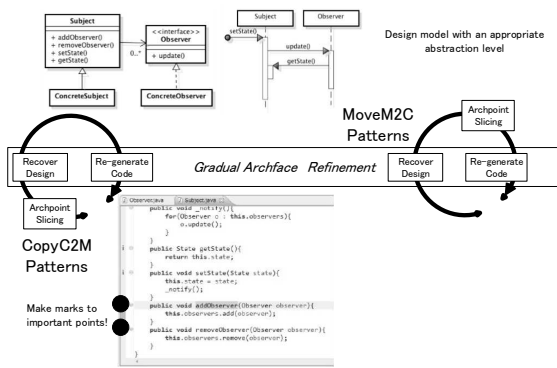 Subject
+ addObserver()
+ removeObserver()
+ setState()
+ getState()
0..*
<<interface>>
Observer
+ update()
ConcreteSubject
ConcreteObserver
Subject
Observer
setState()
update()
getState()
Design model with an appropriate
abstraction level
MoveM2C
Patterns
Archpoint
Slicing
Recover
Design
Re-generate
Code
Gradual Archface Refinement
Recover
Design
Re-generate
Code
Archpoint
Slicing
CopyC2M
Patterns
Make marks to
important points!
Observer.java
Subject.java
public void _notify(){
for(Observer o : this.observers){
o.update();
}
}
public State getState(){
return this.state;
}
public void setState(State state){
this.state = state;
_notify();
}
public void addObserver(Observer observer){
this.observers.add(observer);
}
public void removeObserver(Observer observer){
this.observers.remove(observer);
}
}